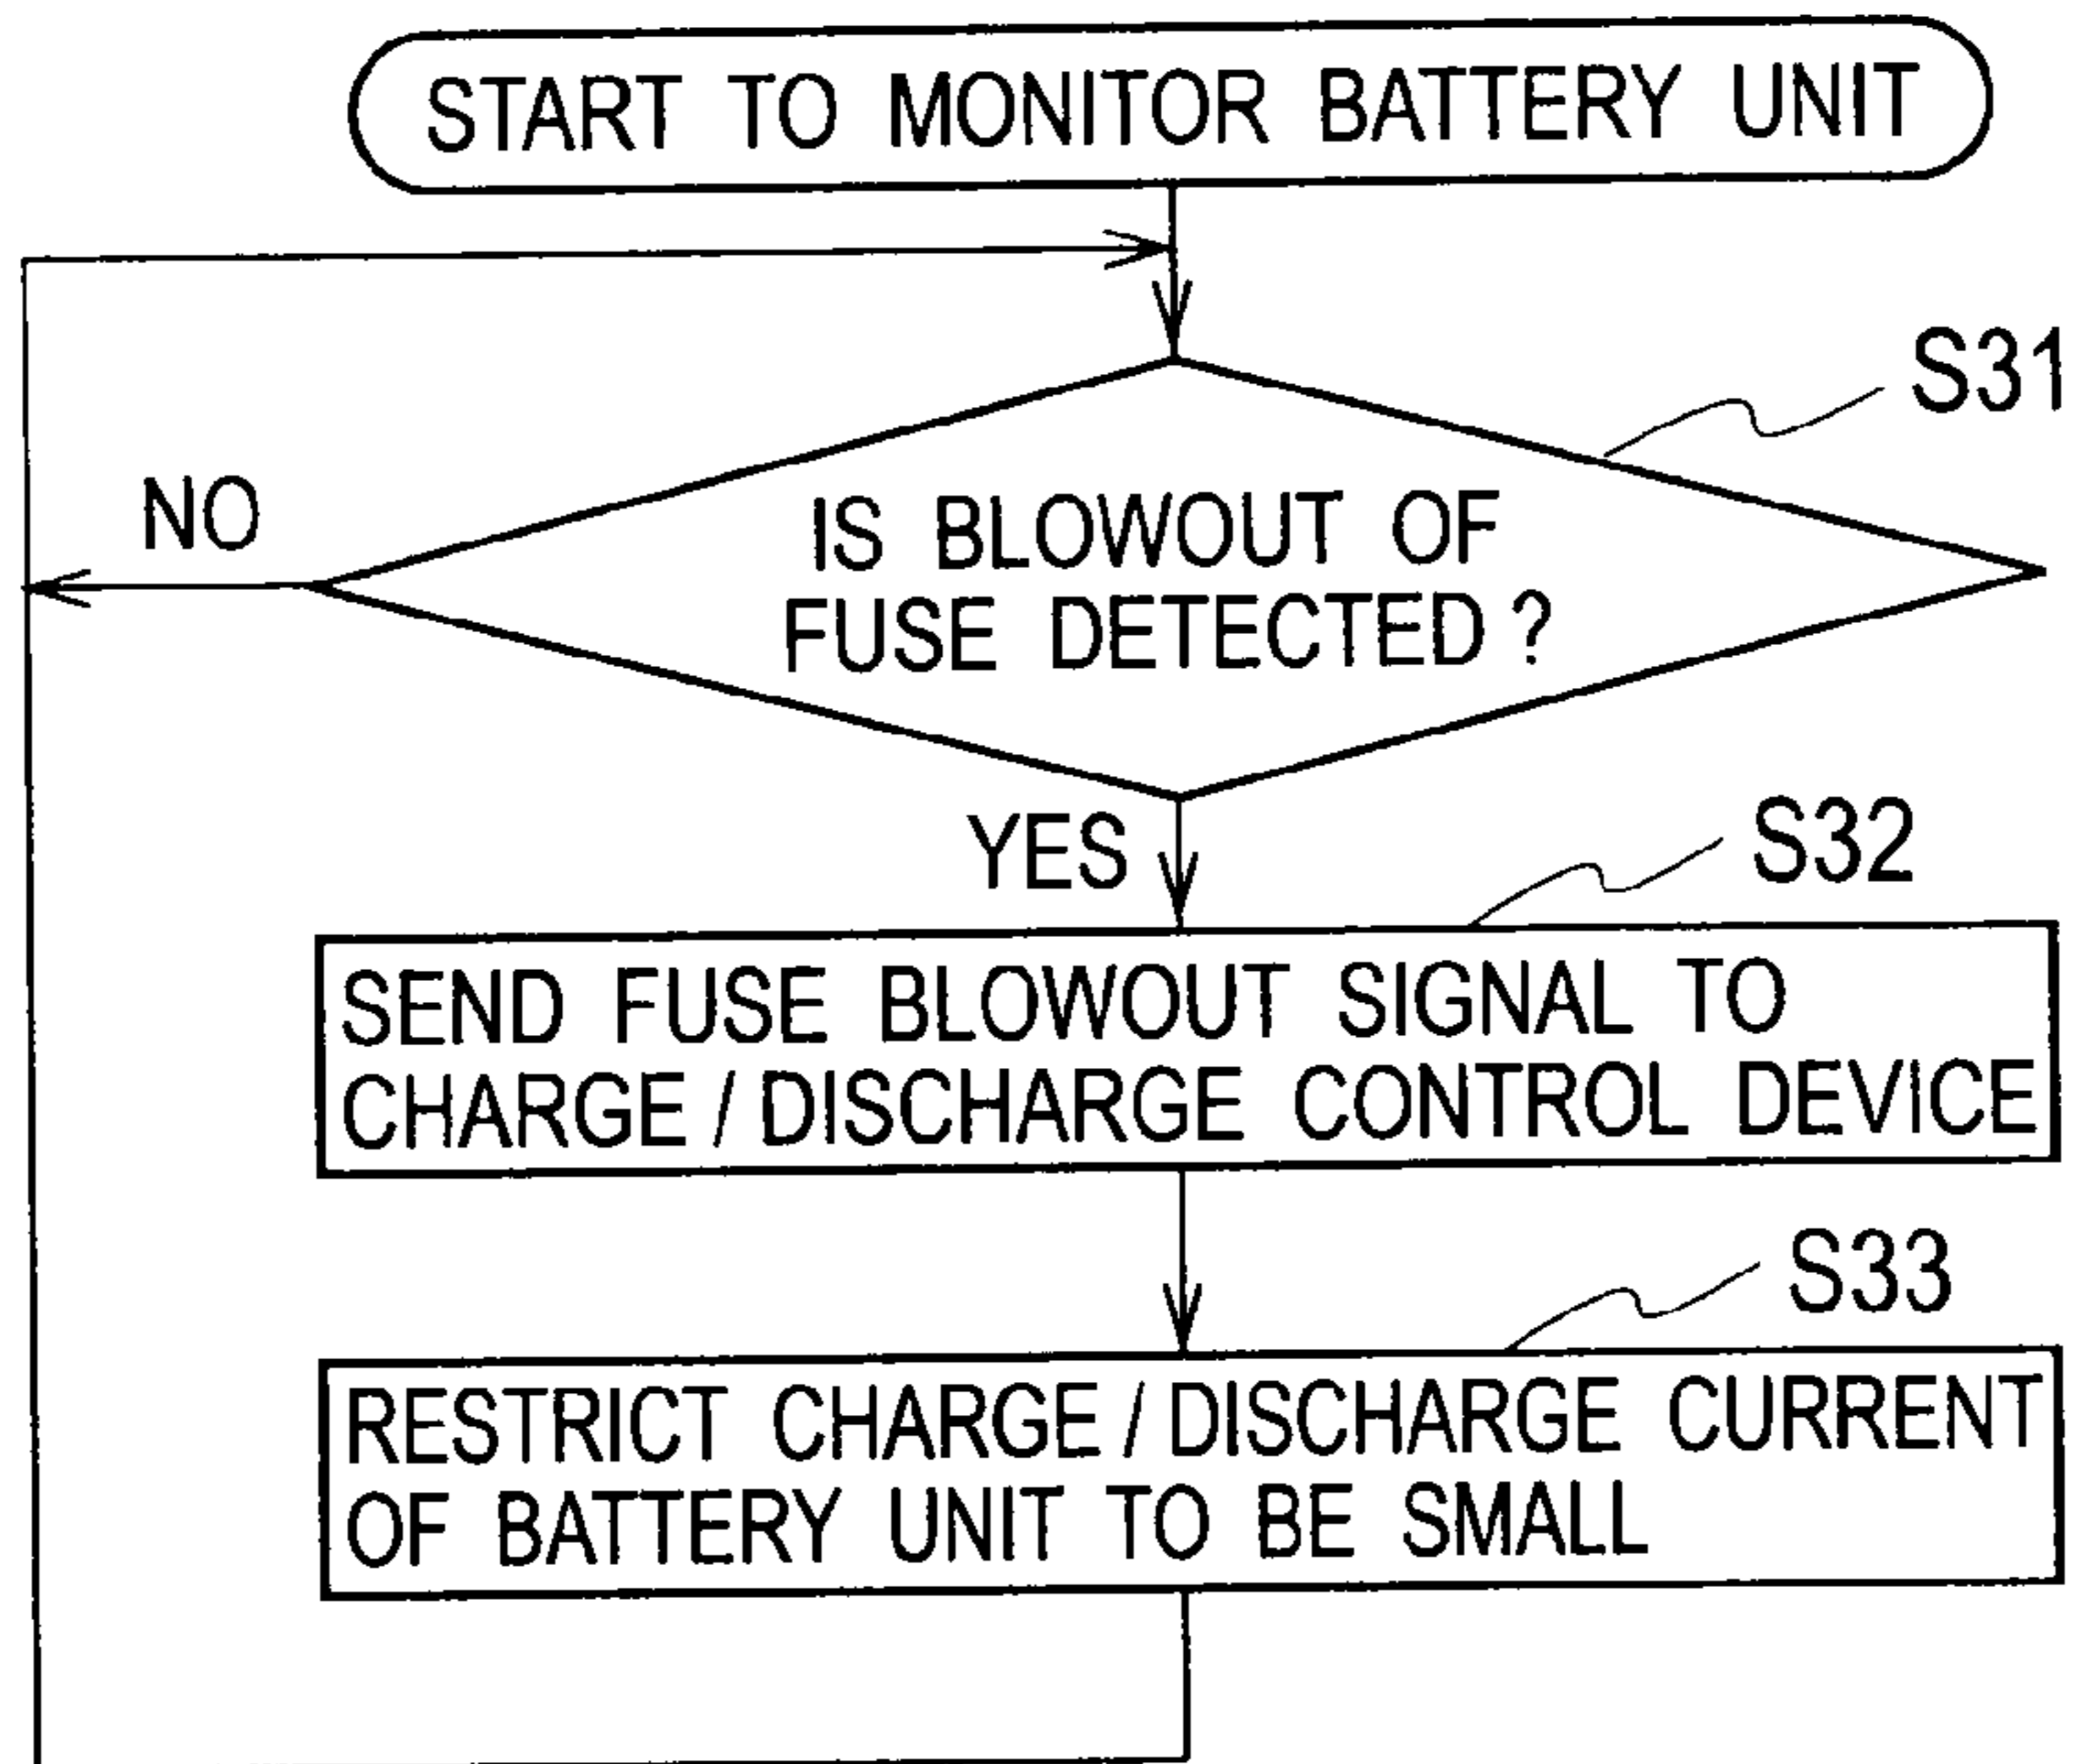 START TO MONITOR BATTERY UNIT
S31
NO
IS BLOWOUT OF
FUSE DETECTED?
YES
S32
SEND FUSE BLOWOUT SIGNAL TO
CHARGE/DISCHARGE CONTROL DEVICE
S33
RESTRICT CHARGE/DISCHARGE CURRENT
OF BATTERY UNIT TO BE SMALL